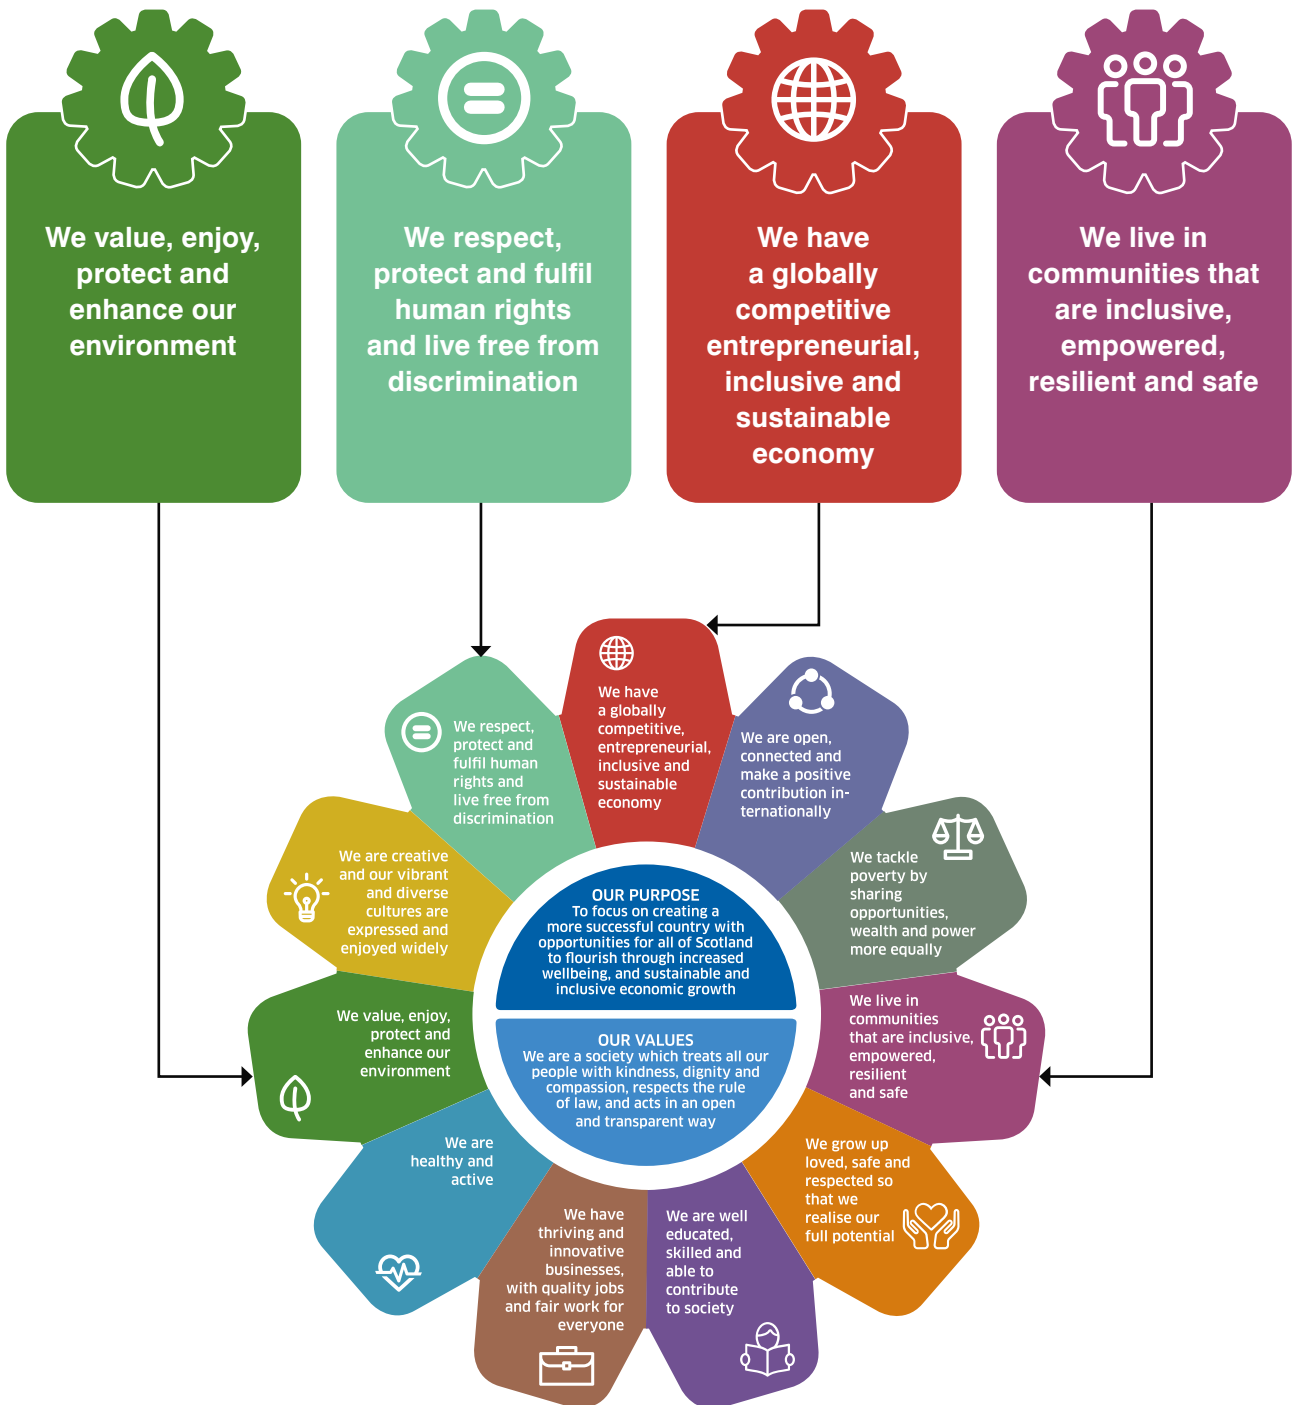 We value, enjoy,
protect and
enhance our
environment
We respect,
protect and fulfil
human rights
and live free from
discrimination
We have
a globally
competitive
entrepreneurial,
inclusive and
sustainable
economy
We live in
communities that
are inclusive,
empowered,
resilient and safe
We have
a globally
competitive,
entrepreneurial,
inclusive and
sustainable
economy
We are open,
connected and
make a positive
contribution in-
ternationally
We tackle
poverty by
sharing
opportunities,
wealth and power
more equally
We live in
communities
that are inclusive,
empowered,
resilient
and safe
We grow up
loved, safe and
respected so
that we
realise our
full potential
We are well
educated,
skilled and
able to
contribute
to society
We have
thriving and
innovative
businesses,
with quality jobs
and fair work for
everyone
We are
healthy and
active
We value, enjoy,
protect and
enhance our
environment
We are creative
and our vibrant
and diverse
cultures are
expressed and
enjoyed widely
We respect,
protect and
fulfil human
rights and
live free from
discrimination
OUR PURPOSE
To focus on creating a
more successful country with
opportunities for all of Scotland
to flourish through increased
wellbeing, and sustainable and
inclusive economic growth
OUR VALUES
We are a society which treats all our
people with kindness, dignity and
compassion, respects the rule
of law, and acts in an open
and transparent way